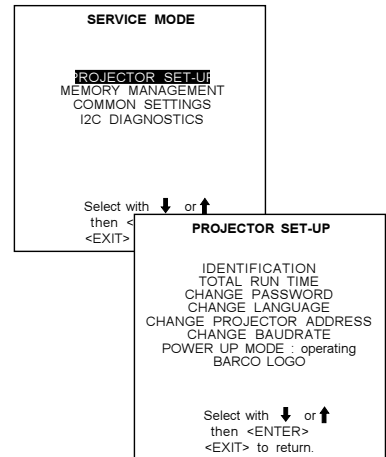 SERVICE MODE
PROJECTOR SET-UP
MEMORY MANAGEMENT
COMMON SETTINGS
I2C DIAGNOSTICS
Select with ⬇ or ⬆
then <
<EXIT>
PROJECTOR SET-UP
IDENTIFICATION
TOTAL RUN TIME
CHANGE PASSWORD
CHANGE LANGUAGE
CHANGE PROJECTOR ADDRESS
CHANGE BAUDRATE
POWER UP MODE : operating
BARCO LOGO
Select with ⬇ or ⬆
then <ENTER>
<EXIT> to return.